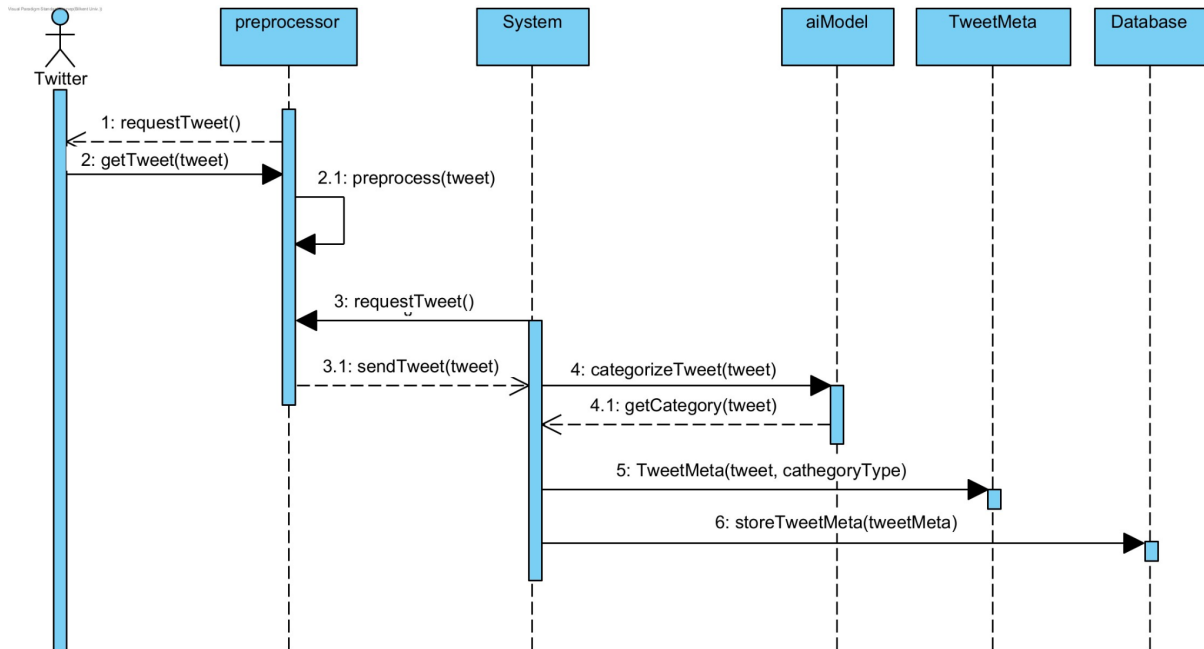 preprocessor
System
aiModel
TweetMeta
Database
Twitter
1: requestTweet()
2: getTweet(tweet)
2.1: preprocess(tweet)
3: requestTweet()
3.1: sendTweet(tweet)
4: categorizeTweet(tweet)
4.1: getCategory(tweet)
5: TweetMeta(tweet, cathegoryType)
6: storeTweetMeta(tweetMeta)